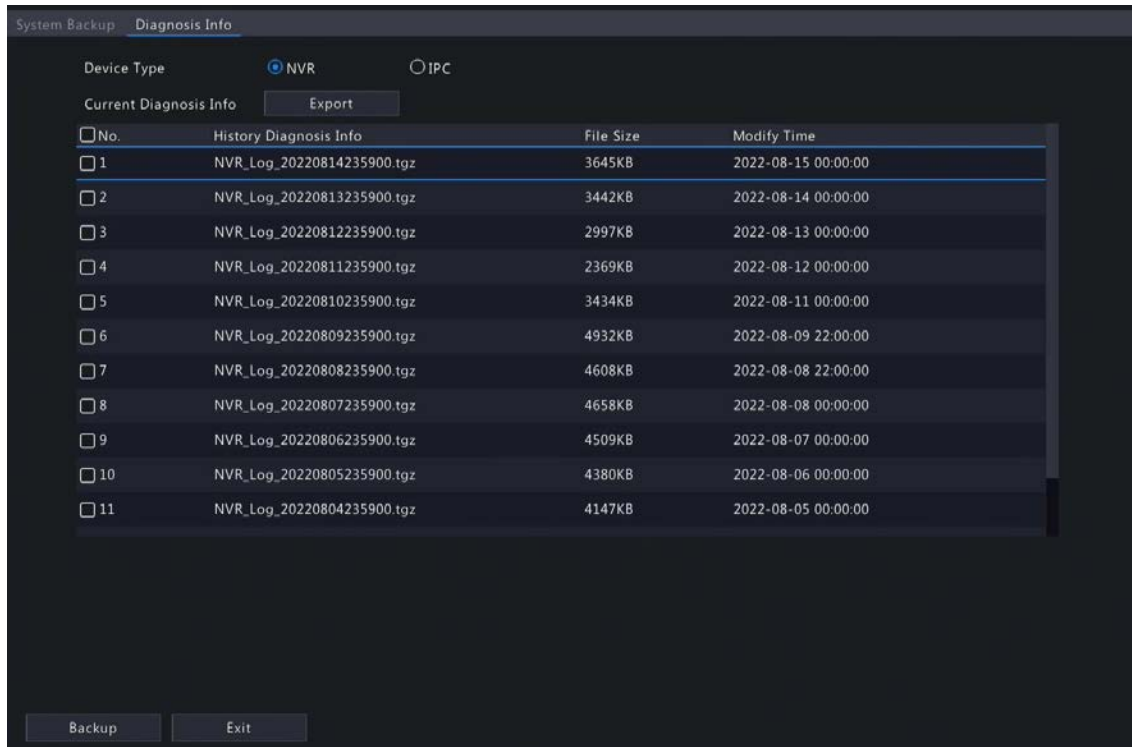 System Backup Diagnosis Info
Device Type NVR IPC
Current Diagnosis Info Export
No. History Diagnosis Info File Size Modify Time
1 NVR_Log_20220814235900.tgz 3645KB 2022-08-15 00:00:00
2 NVR_Log_20220813235900.tgz 3442KB 2022-08-14 00:00:00
3 NVR_Log_20220812235900.tgz 2997KB 2022-08-13 00:00:00
4 NVR_Log_20220811235900.tgz 2369KB 2022-08-12 00:00:00
5 NVR_Log_20220810235900.tgz 3434KB 2022-08-11 00:00:00
6 NVR_Log_20220809235900.tgz 4932KB 2022-08-09 22:00:00
7 NVR_Log_20220808235900.tgz 4608KB 2022-08-08 22:00:00
8 NVR_Log_20220807235900.tgz 4658KB 2022-08-08 00:00:00
9 NVR_Log_20220806235900.tgz 4509KB 2022-08-07 00:00:00
10 NVR_Log_20220805235900.tgz 4380KB 2022-08-06 00:00:00
11 NVR_Log_20220804235900.tgz 4147KB 2022-08-05 00:00:00
Backup Exit